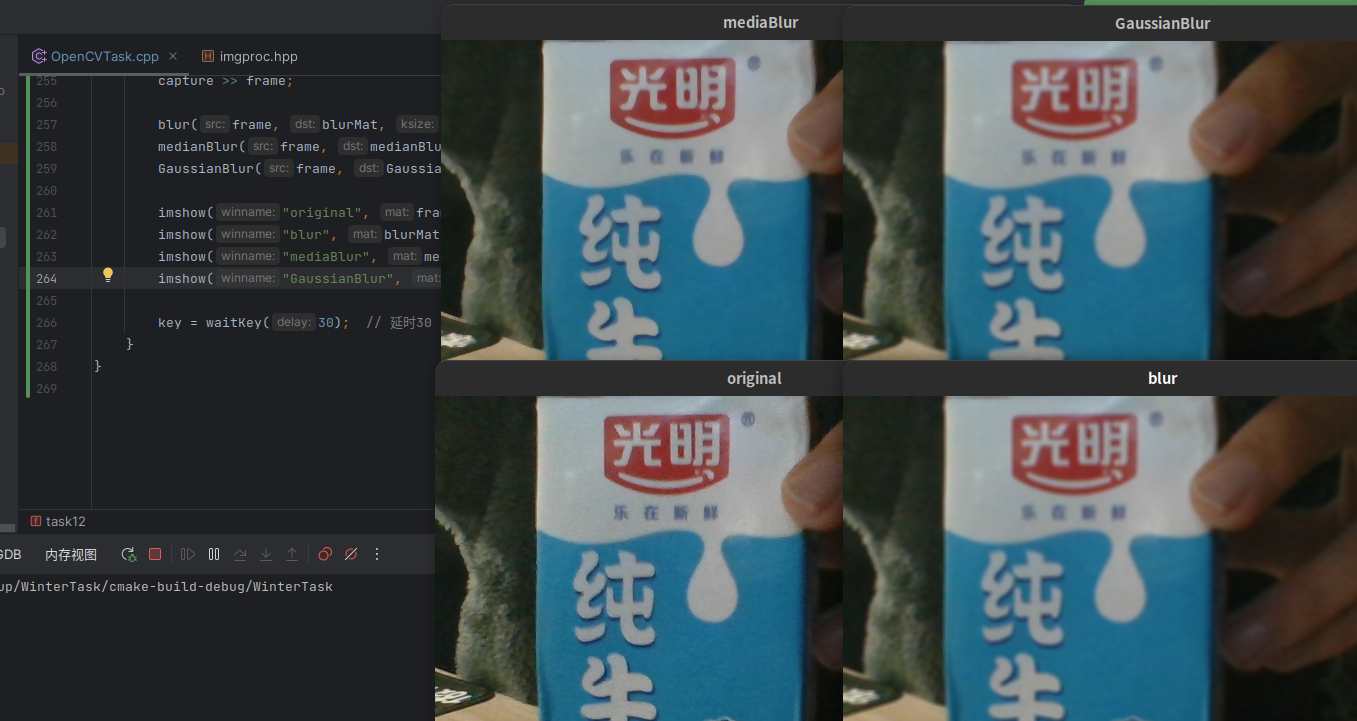 OpenCVTask.cpp
imgproc.hpp
255 capture >> frame;
256
257 blur( src: frame, dst: blurMat, ksize:
258 medianBlur( src: frame, dst: medianBlu
259 GaussianBlur( src: frame, dst: Gaussia
260
261 imshow( winname: "original", mat: fra
262 imshow( winname: "blur", mat: blurMat
263 imshow( winname: "mediaBlur", mat: me
264 imshow( winname: "GaussianBlur", mat:
265
266 key = waitKey( delay: 30); // 延时30
267 }
268 }
269
task12
GDB 内存视图
up/WinterTask/cmake-build-debug/WinterTask
mediaBlur
光明
®
乐在新鲜
纯
牛
GaussianBlur
光明
®
乐在新鲜
纯
牛
original
光明
®
乐在新鲜
纯
牛
blur
光明
®
乐在新鲜
纯
牛